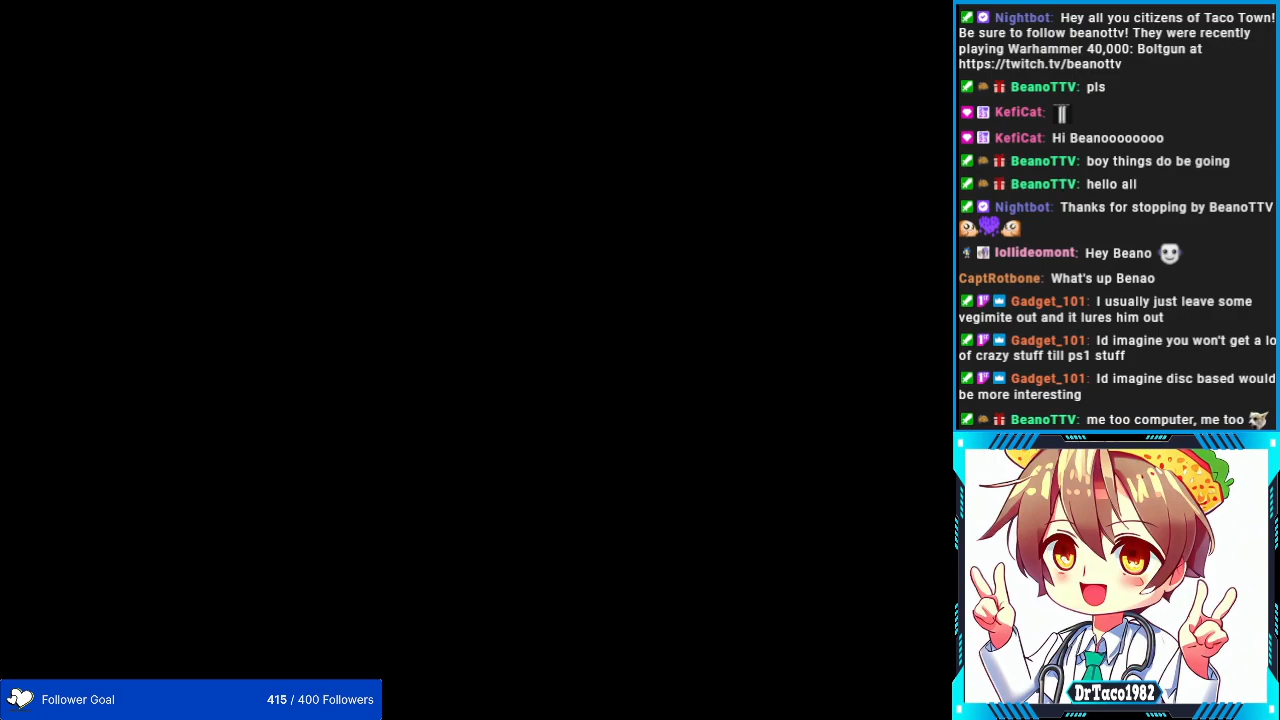 Nightbot: Hey all you citizens of Taco Town!
Be sure to follow beanottv! They were recently
playing Warhammer 40,000: Boltgun at
https://twitch.tv/beanottv
BeanoTTV: pls
KefiCat:
KefiCat: Hi Beanoooooooo
BeanoTTV: boy things do be going
BeanoTTV: hello all
Nightbot: Thanks for stopping by BeanoTTV
lollideomont: Hey Beano
CaptRotbone: What's up Benao
Gadget_101: I usually just leave some
vegimite out and it lures him out
Gadget_101: Id imagine you won't get a lo
of crazy stuff till ps1 stuff
Gadget_101: Id imagine disc based would
be more interesting
BeanoTTV: me too computer, me too
DrTaco1982
Follower Goal 415 / 400 Followers